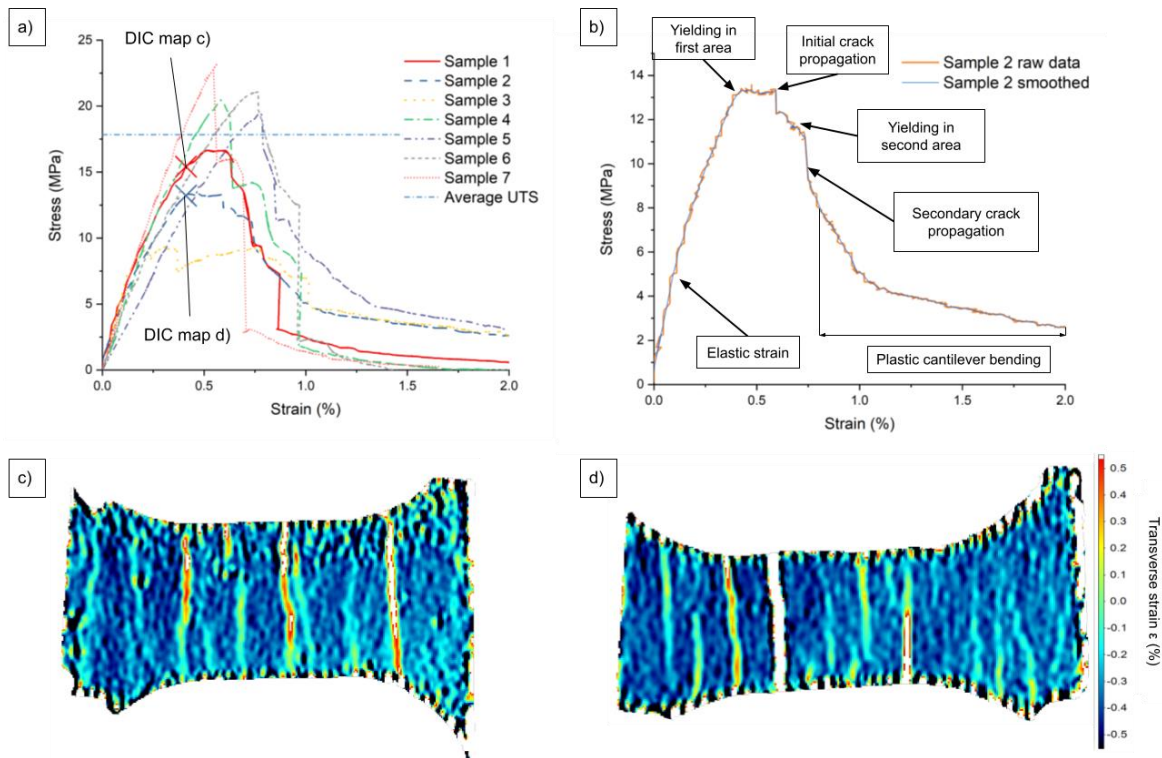 a)
DIC map c)
Sample 1
Sample 2
Sample 3
Sample 4
Sample 5
Sample 6
Sample 7
Average UTS
DIC map d)
25
20
15
10
5
0
Stress (MPa)
0.0 0.5 1.0 1.5 2.0
Strain (%)
b)
Yielding in
first area
Initial crack
propagation
Sample 2 raw data
Sample 2 smoothed
Yielding in
second area
Secondary crack
propagation
Elastic strain
Plastic cantilever bending
14
12
10
8
6
4
2
0
Stress (MPa)
0.0 0.5 1.0 1.5 2.0
Strain (%)
c)
d)
0.5
0.4
0.3
0.2
0.1
0.0
-0.1
-0.2
-0.3
-0.4
-0.5
Transverse strain ε (%)